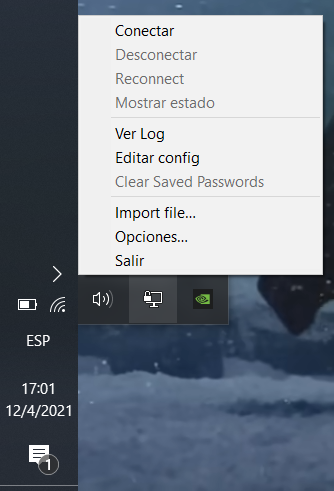 Conectar
Desconectar
Reconnect
Mostrar estado
Ver Log
Editar config
Clear Saved Passwords
Import file...
Opciones...
Salir
ESP
17:01
12/4/2021
1